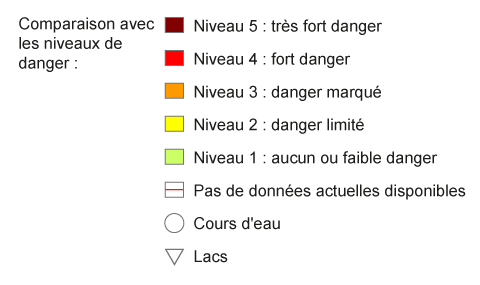 Comparaison avec
les niveaux de
danger :
Niveau 5 : très fort danger
Niveau 4 : fort danger
Niveau 3 : danger marqué
Niveau 2 : danger limité
Niveau 1 : aucun ou faible danger
Pas de données actuelles disponibles
Cours d'eau
Lacs